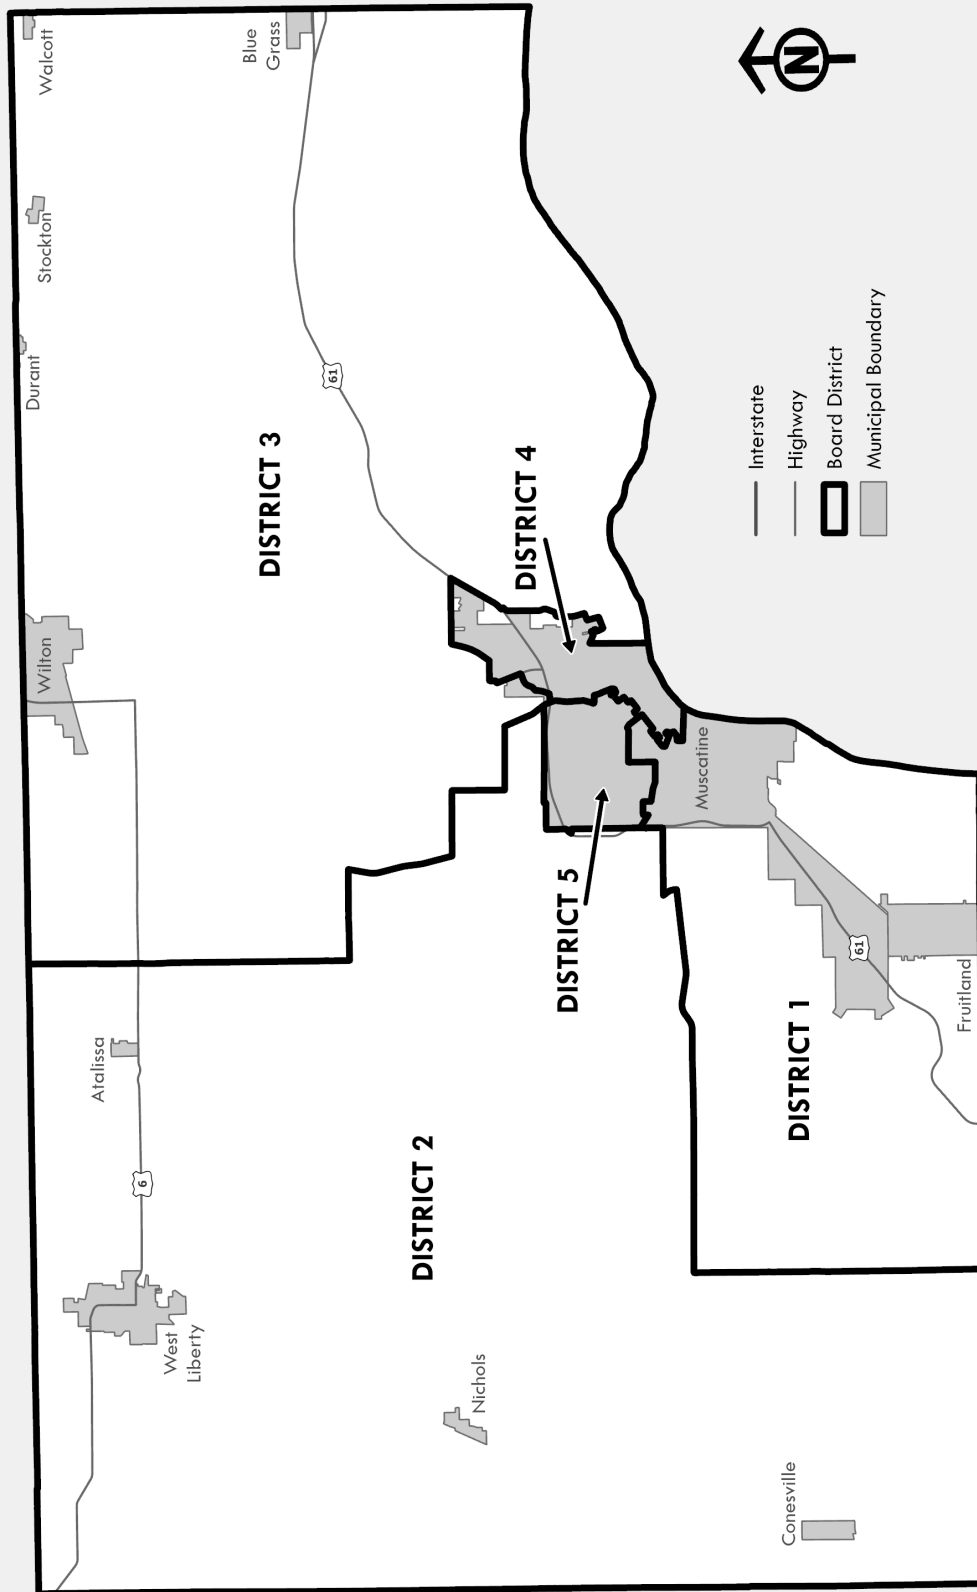 Walcott
Blue
Grass
Stockton
Durant
61
DISTRICT 3
DISTRICT 4
Wilton
Muscatine
DISTRICT 5
61
Fruitland
DISTRICT 1
Atalissa
6
DISTRICT 2
West
Liberty
Nichols
Conesville
N
Interstate
Highway
Board District
Municipal Boundary